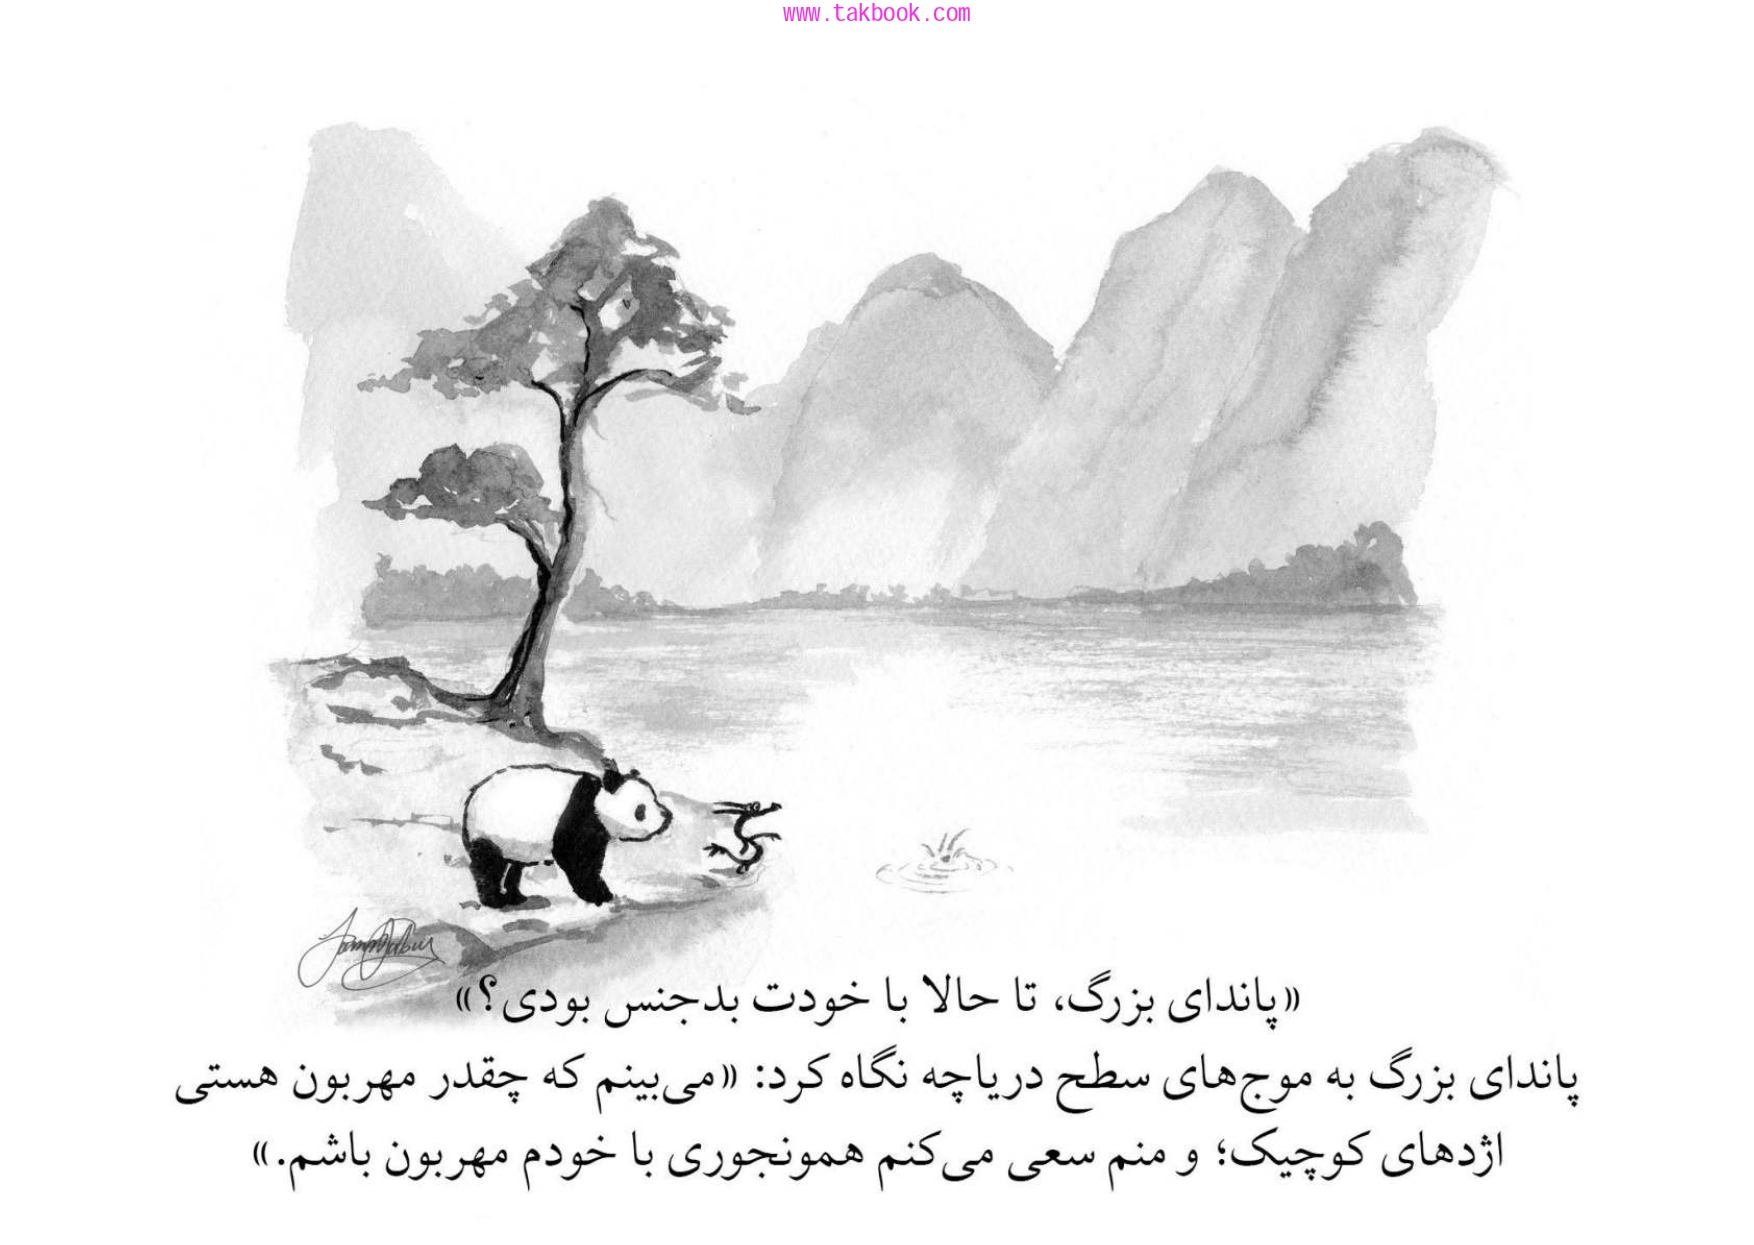 www.takbook.com
«پاندای بزرگ، تا حالا با خودت بدجنس بودی؟»
پاندای بزرگ به موج‌های سطح دریاچه نگاه کرد: «می‌بینم که چقدر مهربون هستی
اژدهای کوچیک؛ و منم سعی می‌کنم همونجوری با خودم مهربون باشم.»